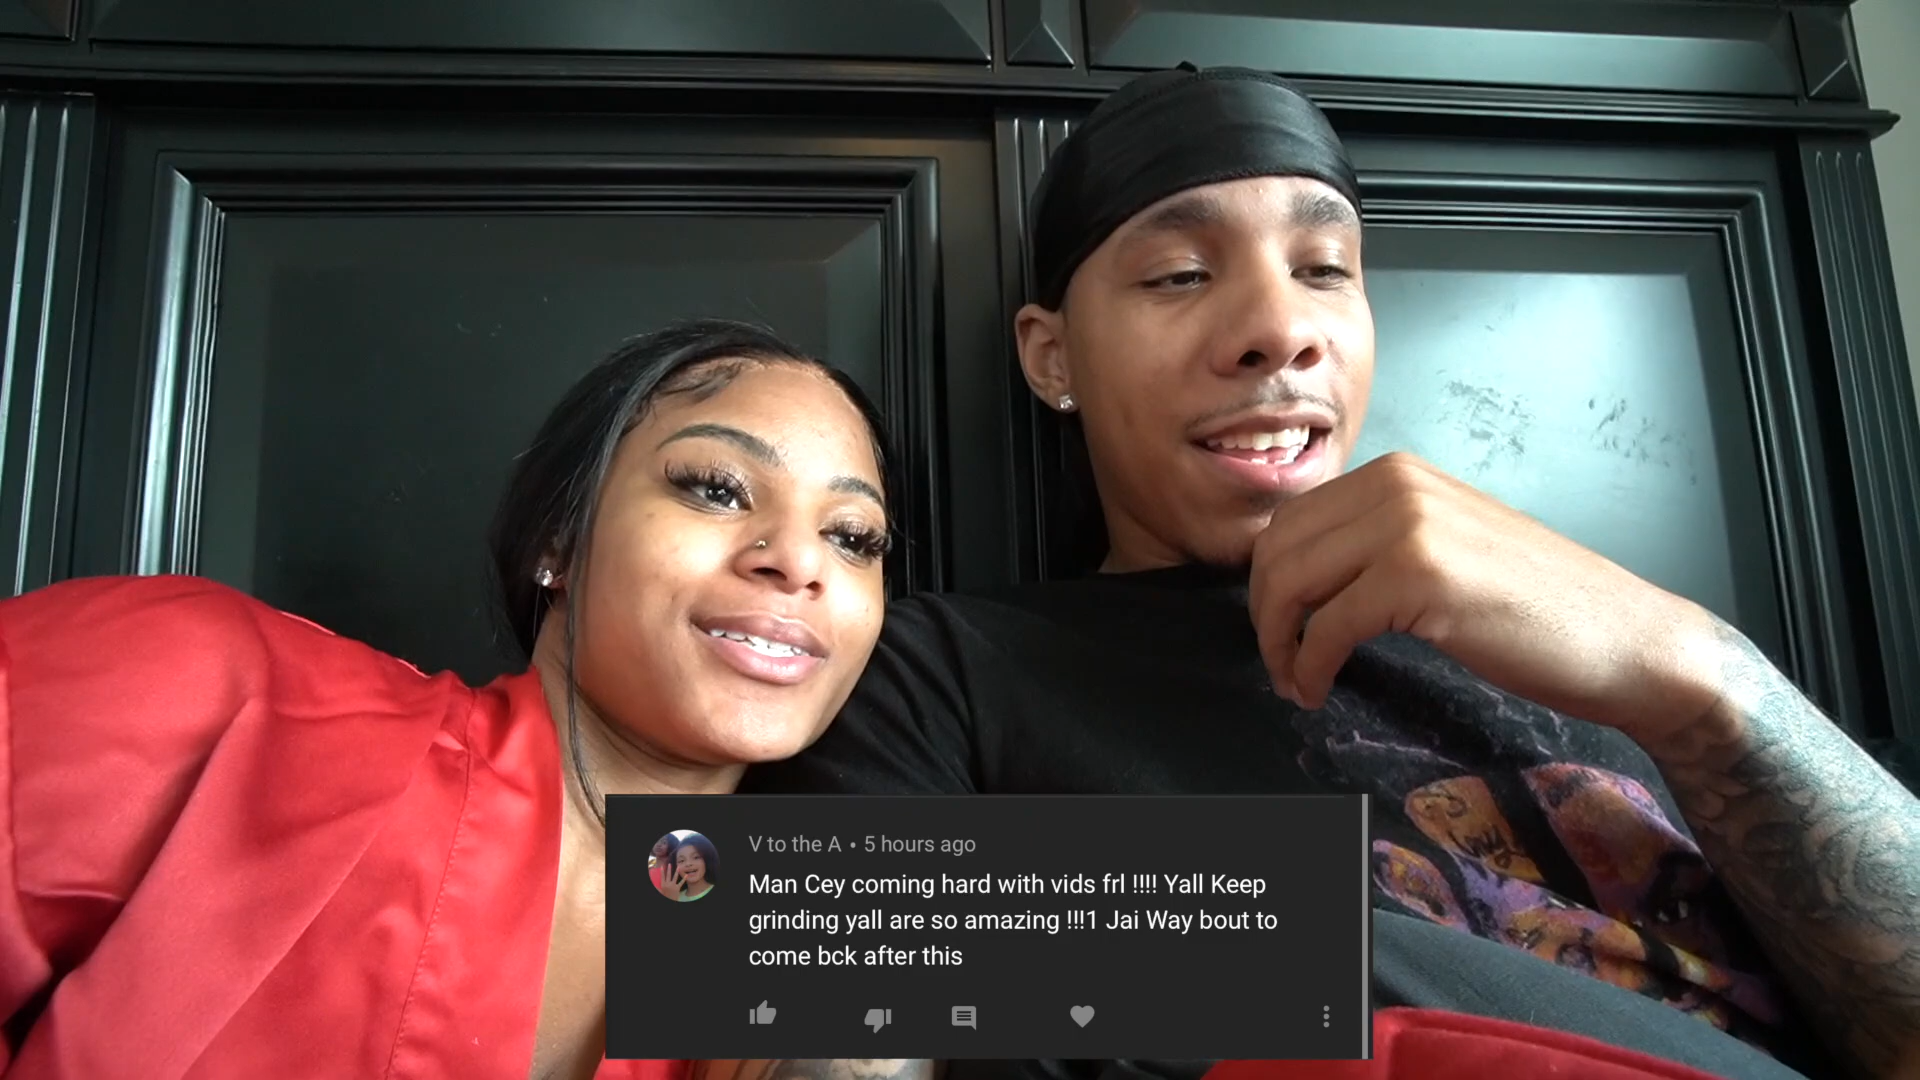 V to the A • 5 hours ago
Man Cey coming hard with vids frl !!!! Yall Keep
grinding yall are so amazing !!!1 Jai Way bout to
come bck after this